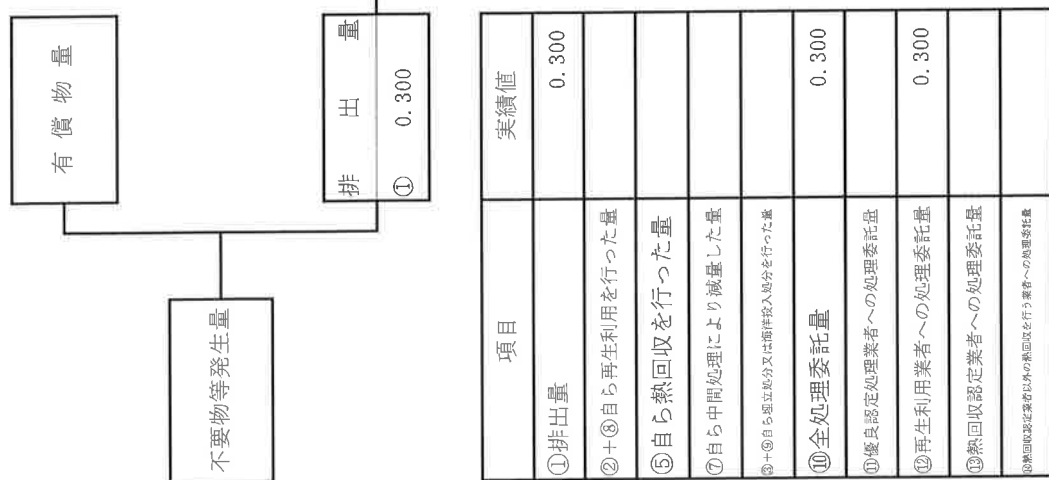 不要物等発生量
有償物量
排出量
① 0.300
項目 実績値
①排出量 0.300
②+⑧自ら再生利用を行った量
⑤自ら熱回収を行った量
⑦自ら中間処理により減量した量
③+⑨自ら埋立処分又は海洋投入処分を行った量
⑩全処理委託量 0.300
⑪優良認定処理業者への処理委託量
⑫再生利用業者への処理委託量 0.300
⑬熱回収認定業者への処理委託量
⑭熱回収認定業者以外の熱回収を行う業者への処理委託量